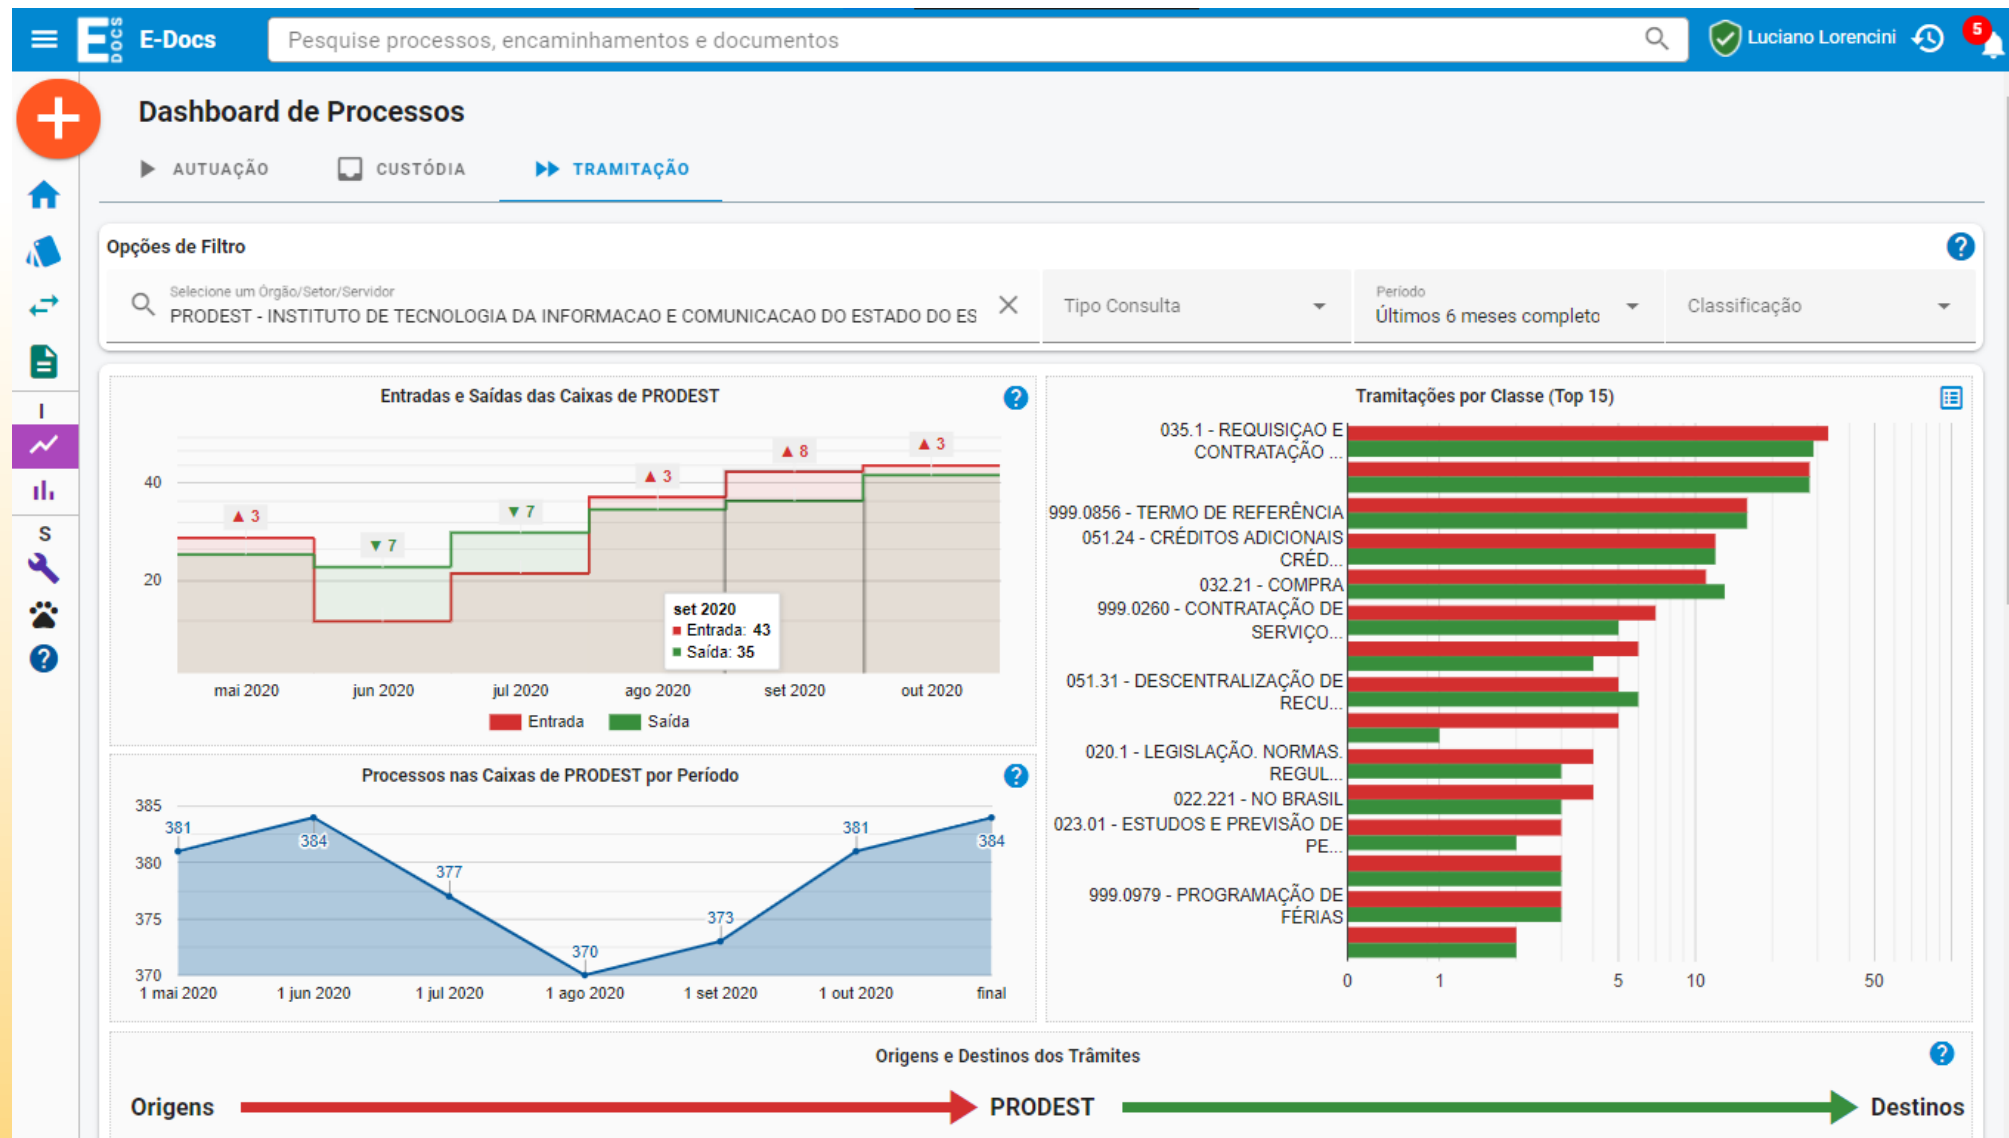 E-Docs
DOCS
Pesquise processos, encaminhamentos e documentos
Luciano Lorencini
5
Dashboard de Processos
AUTUAÇÃO
CUSTÓDIA
TRAMITAÇÃO
Opções de Filtro
Selecione um Órgão/Setor/Servidor
PRODEST - INSTITUTO DE TECNOLOGIA DA INFORMACAO E COMUNICACAO DO ESTADO DO ES
Tipo Consulta
Período
Últimos 6 meses completo
Classificação
I
S
Entradas e Saídas das Caixas de PRODEST
40
20
▲ 3
▼ 7
▼ 7
▲ 3
▲ 8
▲ 3
set 2020
Entrada: 43
Saída: 35
mai 2020
jun 2020
jul 2020
ago 2020
set 2020
out 2020
Entrada
Saída
Processos nas Caixas de PRODEST por Período
385
380
375
370
381
384
377
370
373
381
384
1 mai 2020
1 jun 2020
1 jul 2020
1 ago 2020
1 set 2020
1 out 2020
final
Tramitações por Classe (Top 15)
035.1 - REQUISIÇAO E
CONTRATAÇÃO ...
999.0856 - TERMO DE REFERÊNCIA
051.24 - CRÉDITOS ADICIONAIS
CRÉD...
032.21 - COMPRA
999.0260 - CONTRATAÇÃO DE
SERVIÇO...
051.31 - DESCENTRALIZAÇÃO DE
RECU...
020.1 - LEGISLAÇÃO. NORMAS.
REGUL...
022.221 - NO BRASIL
023.01 - ESTUDOS E PREVISÃO DE
PE...
999.0979 - PROGRAMAÇÃO DE
FÉRIAS
0
1
5
10
50
Origens e Destinos dos Trâmites
Origens
PRODEST
Destinos